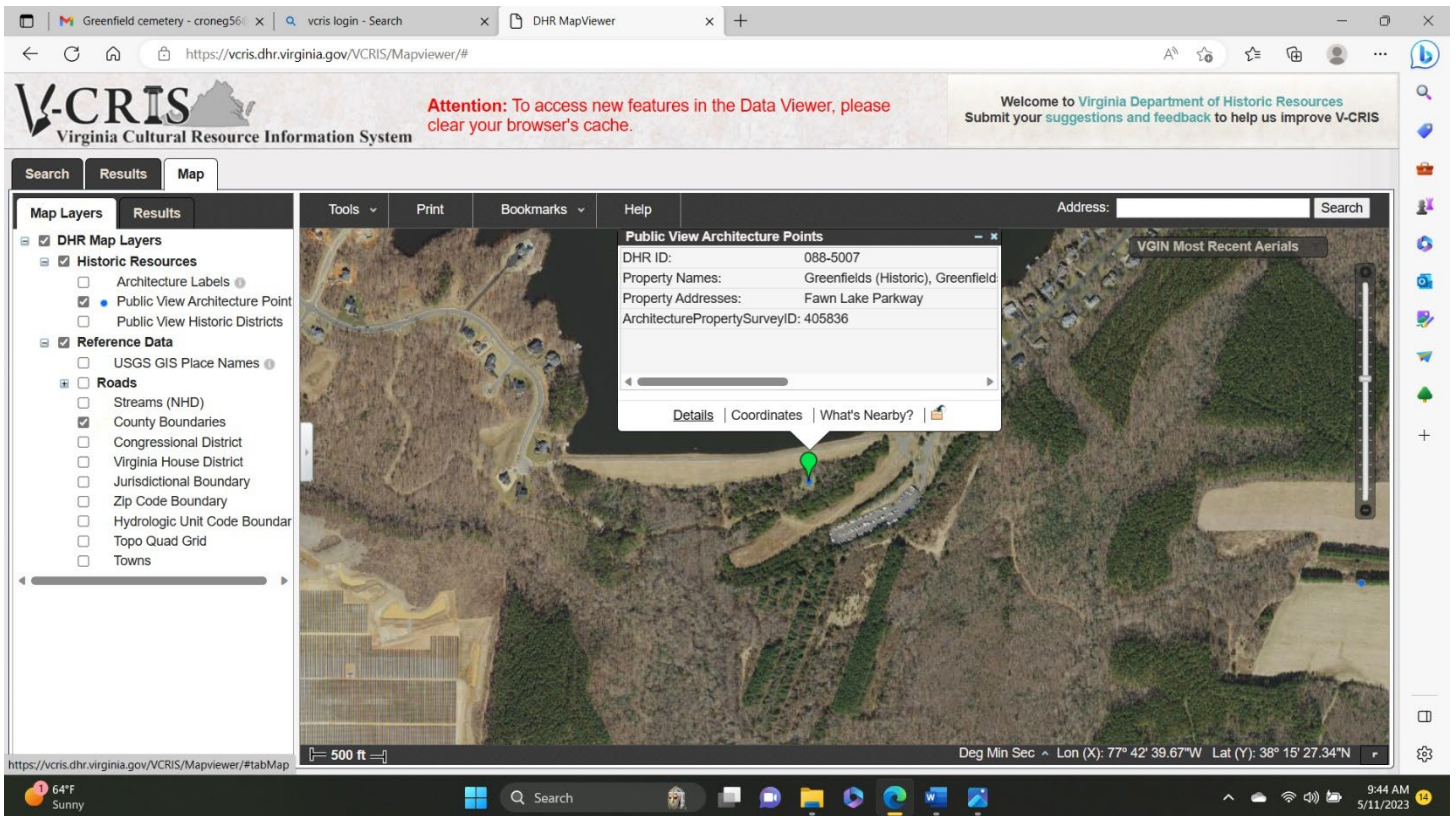 Greenfield cemetery - croneg56
vcris login - Search
DHR MapViewer
https://vcris.dhr.virginia.gov/VCRIS/Mapviewer/#
V-CRIS
Virginia Cultural Resource Information System
Attention: To access new features in the Data Viewer, please
clear your browser's cache.
Welcome to Virginia Department of Historic Resources
Submit your suggestions and feedback to help us improve V-CRIS
Search Results Map
Map Layers Results
Tools Print Bookmarks Help
Address: Search
DHR Map Layers
Historic Resources
Architecture Labels
Public View Architecture Point
Public View Historic Districts
Reference Data
USGS GIS Place Names
Roads
Streams (NHD)
County Boundaries
Congressional District
Virginia House District
Jurisdictional Boundary
Zip Code Boundary
Hydrologic Unit Code Boundar
Topo Quad Grid
Towns
Public View Architecture Points
DHR ID: 088-5007
Property Names: Greenfields (Historic), Greenfield
Property Addresses: Fawn Lake Parkway
ArchitecturePropertySurveyID: 405836
Details | Coordinates | What's Nearby? |
VGIN Most Recent Aerials
500 ft
Deg Min Sec Lon (X): 77° 42' 39.67"W Lat (Y): 38° 15' 27.34"N
https://vcris.dhr.virginia.gov/VCRIS/Mapviewer/#tabMap
1
64°F
Sunny
Search
9:44 AM
5/11/2023
14